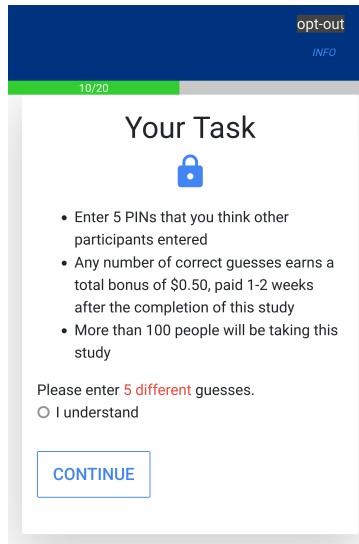 opt-out
INFO
10/20
Your Task
• Enter 5 PINs that you think other
participants entered
• Any number of correct guesses earns a
total bonus of $0.50, paid 1-2 weeks
after the completion of this study
• More than 100 people will be taking this
study
Please enter 5 different guesses.
I understand
CONTINUE